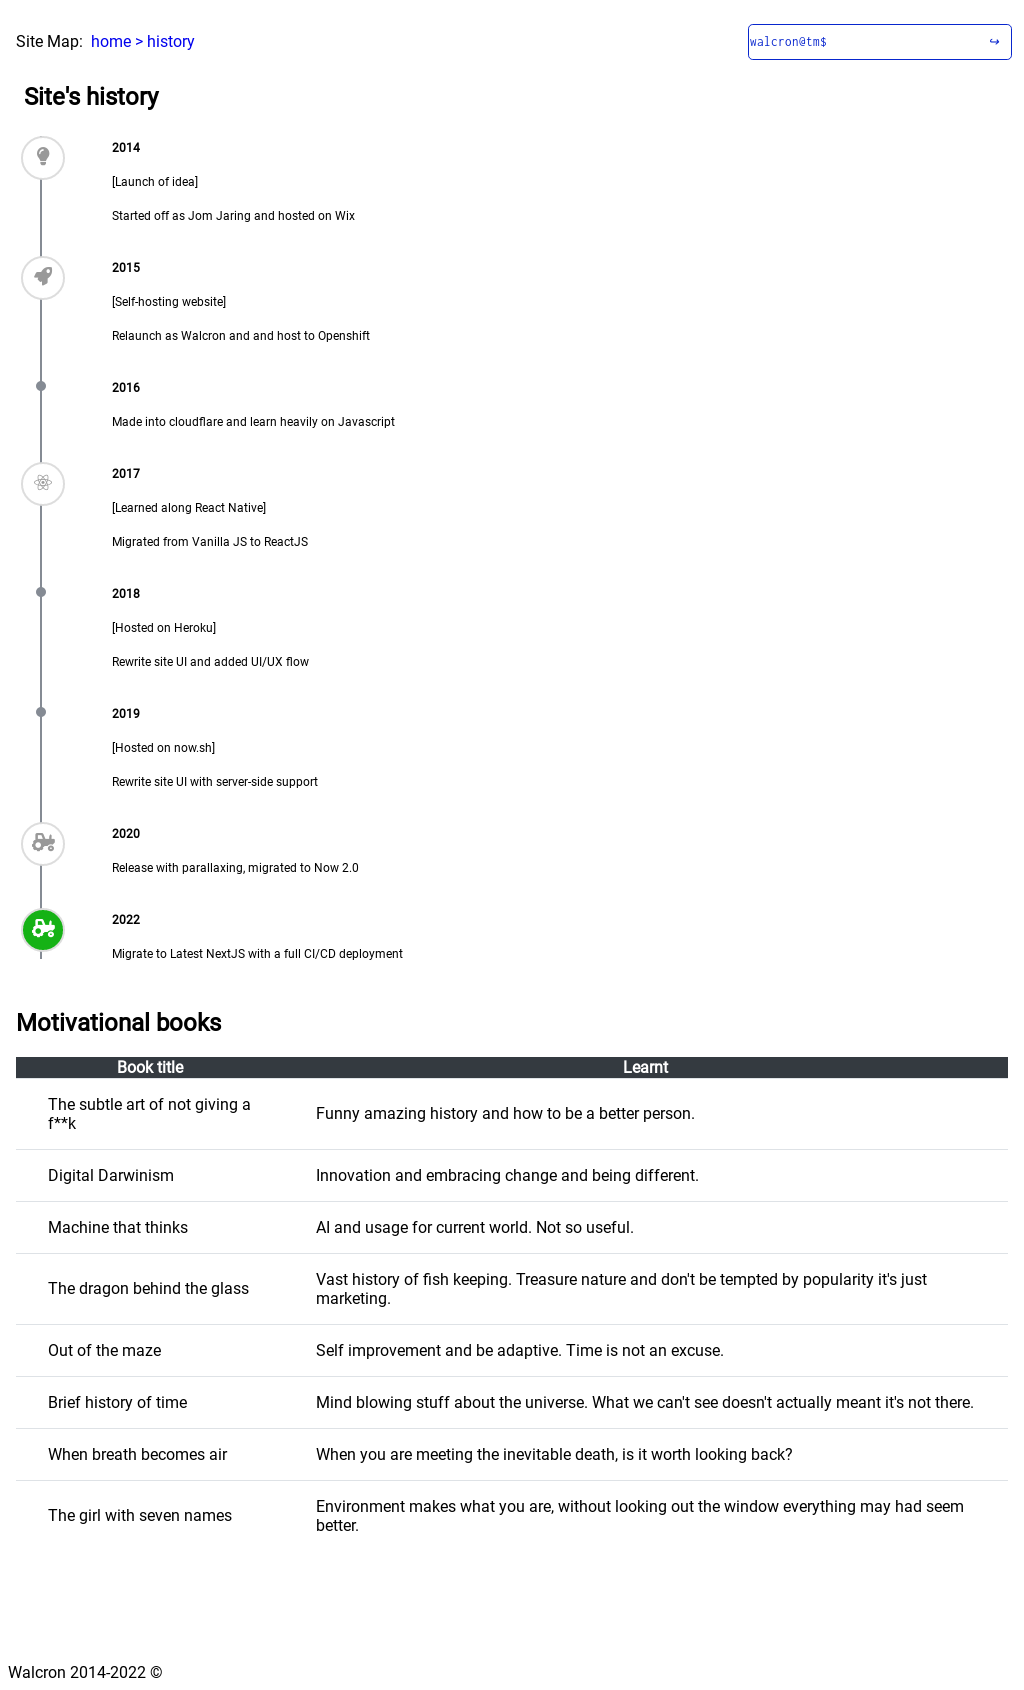 Site Map: home > history
walcron@tm$
Site's history
2014
[Launch of idea]
Started off as Jom Jaring and hosted on Wix
2015
[Self-hosting website]
Relaunch as Walcron and and host to Openshift
2016
Made into cloudflare and learn heavily on Javascript
2017
[Learned along React Native]
Migrated from Vanilla JS to ReactJS
2018
[Hosted on Heroku]
Rewrite site UI and added UI/UX flow
2019
[Hosted on now.sh]
Rewrite site UI with server-side support
2020
Release with parallaxing, migrated to Now 2.0
2022
Migrate to Latest NextJS with a full CI/CD deployment
Motivational books
Book title Learnt
The subtle art of not giving a
f**k
Funny amazing history and how to be a better person.
Digital Darwinism
Innovation and embracing change and being different.
Machine that thinks
AI and usage for current world. Not so useful.
The dragon behind the glass
Vast history of fish keeping. Treasure nature and don't be tempted by popularity it's just
marketing.
Out of the maze
Self improvement and be adaptive. Time is not an excuse.
Brief history of time
Mind blowing stuff about the universe. What we can't see doesn't actually meant it's not there.
When breath becomes air
When you are meeting the inevitable death, is it worth looking back?
The girl with seven names
Environment makes what you are, without looking out the window everything may had seem
better.
Walcron 2014-2022 ©